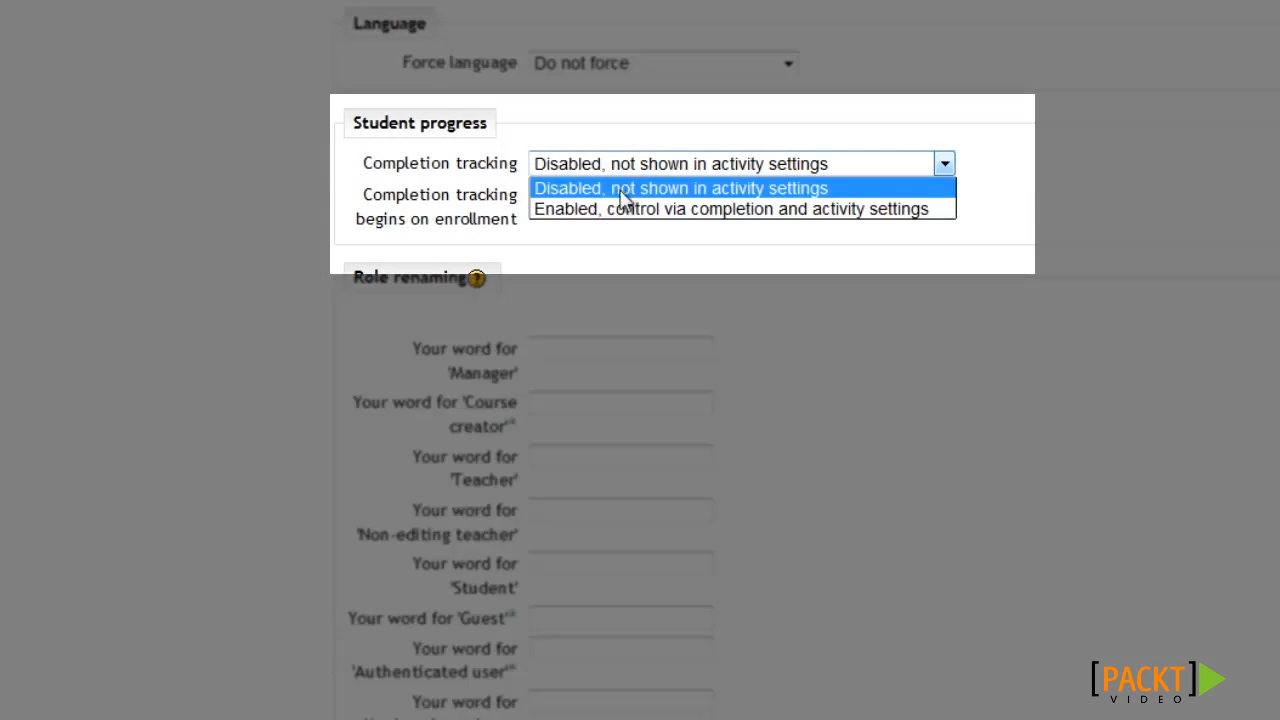 Language
Force language Do not force
Student progress
Completion tracking Disabled, not shown in activity settings
Disabled, not shown in activity settings
Completion tracking
Enabled, control via completion and activity settings
begins on enrollment
Role renaming
Your word for
'Manager'
Your word for 'Course
creator'
Your word for
'Teacher'
Your word for
'Non-editing teacher'
Your word for
'Student'
Your word for 'Guest'
Your word for
'Authenticated user'
Your word for
[PACKT]
VIDEO